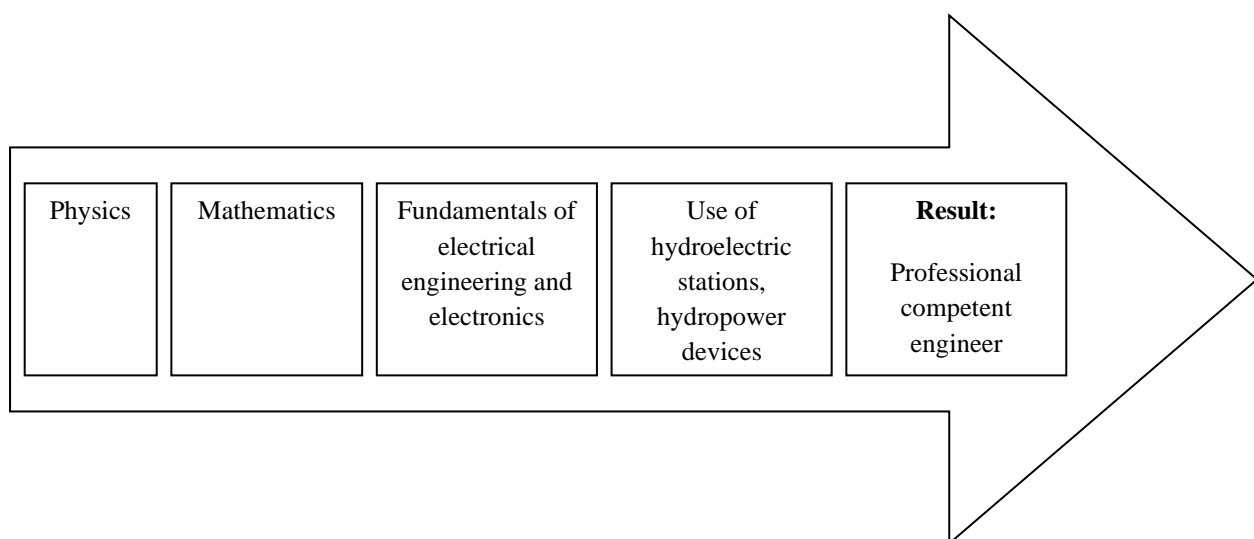 Physics
Mathematics
Fundamentals of
electrical
engineering and
electronics
Use of
hydroelectric
stations,
hydropower
devices
Result:
Professional
competent
engineer